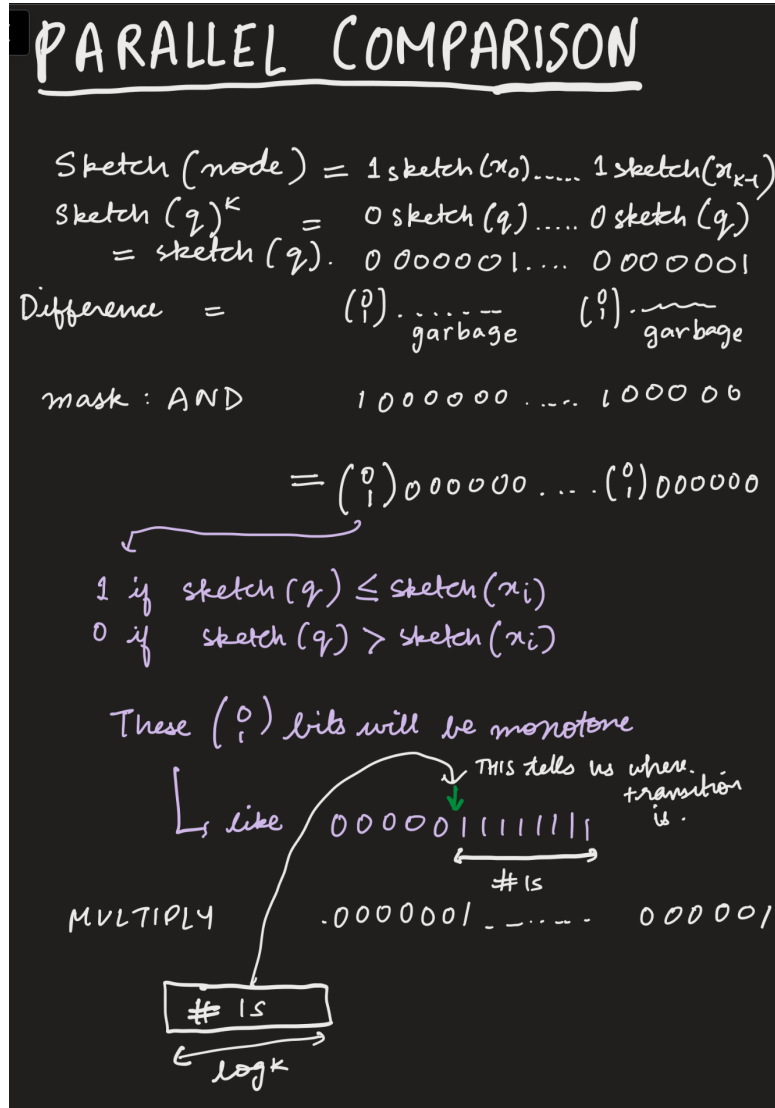 PARALLEL COMPARISON
Sketch (node) = 1 sketch(x₀)..... 1 sketch(xₖ₋₁)
Sketch (q)ᴷ = 0 sketch (q)..... 0 sketch (q)
= sketch (q). 0 000001.... 0000001
Difference = (0 1)....... (0 1).
garbage garbage
mask : AND 1000000..... 100000
= (0 1)000000.... (0 1)000000
1 if sketch (q) ≤ sketch (xᵢ)
0 if sketch (q) > sketch (xᵢ)
These (0 1) bits will be monotone
THIS tells us where
transition
is.
like 000000111111111
#1s
MULTIPLY .0000001........ 000001
# 1s
logk